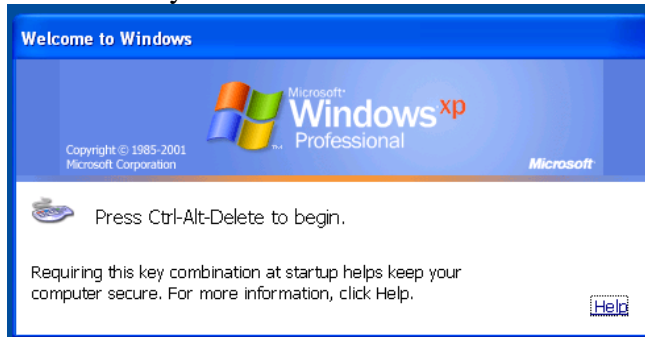 Welcome to Windows
Microsoft®
Windows xp
Professional
Copyright © 1985-2001
Microsoft Corporation
Microsoft®
Press Ctrl-Alt-Delete to begin.
Requiring this key combination at startup helps keep your
computer secure. For more information, click Help.
Help